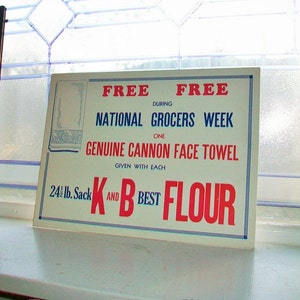 FREE FREE
DURING
NATIONAL GROCERS WEEK
ONE
GENUINE CANNON FACE TOWEL
GIVEN WITH EACH
24½ lb. Sack K AND B BEST FLOUR